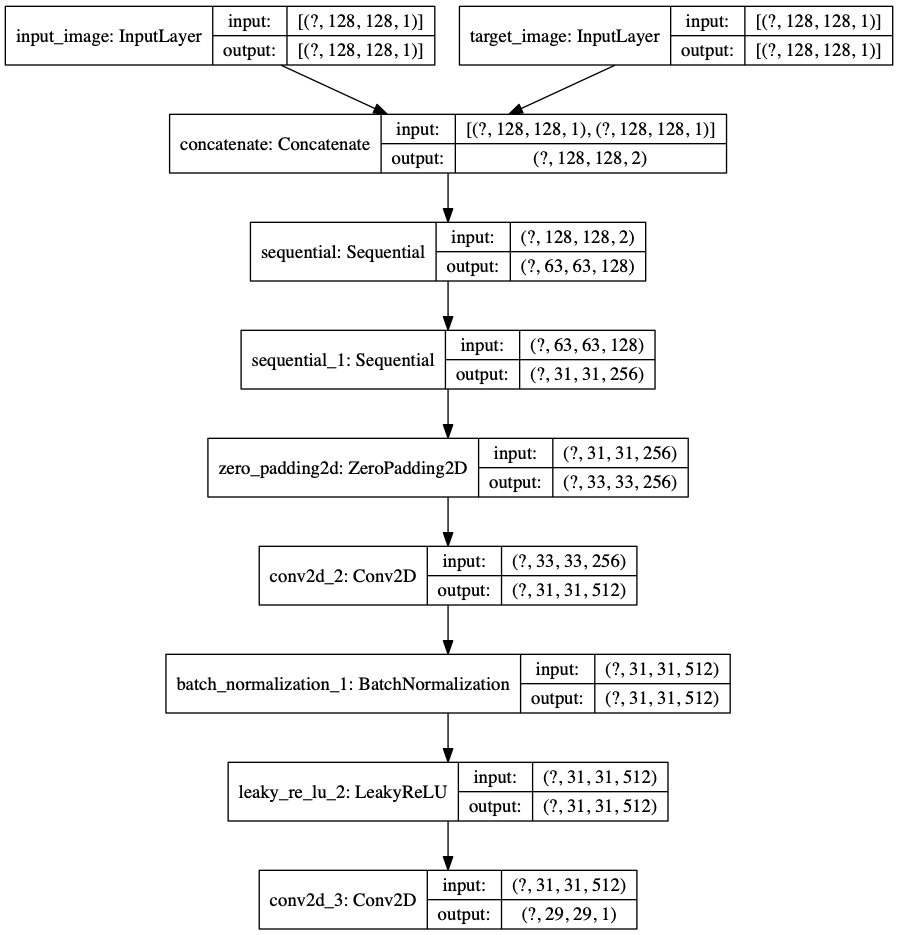 input_image: InputLayer
input:
[(?, 128, 128, 1)]
output:
[(?, 128, 128, 1)]
target_image: InputLayer
input:
[(?, 128, 128, 1)]
output:
[(?, 128, 128, 1)]
concatenate: Concatenate
input:
[(?, 128, 128, 1), (?, 128, 128, 1)]
output:
(?, 128, 128, 2)
sequential: Sequential
input:
(?, 128, 128, 2)
output:
(?, 63, 63, 128)
sequential_1: Sequential
input:
(?, 63, 63, 128)
output:
(?, 31, 31, 256)
zero_padding2d: ZeroPadding2D
input:
(?, 31, 31, 256)
output:
(?, 33, 33, 256)
conv2d_2: Conv2D
input:
(?, 33, 33, 256)
output:
(?, 31, 31, 512)
batch_normalization_1: BatchNormalization
input:
(?, 31, 31, 512)
output:
(?, 31, 31, 512)
leaky_re_lu_2: LeakyReLU
input:
(?, 31, 31, 512)
output:
(?, 31, 31, 512)
conv2d_3: Conv2D
input:
(?, 31, 31, 512)
output:
(?, 29, 29, 1)